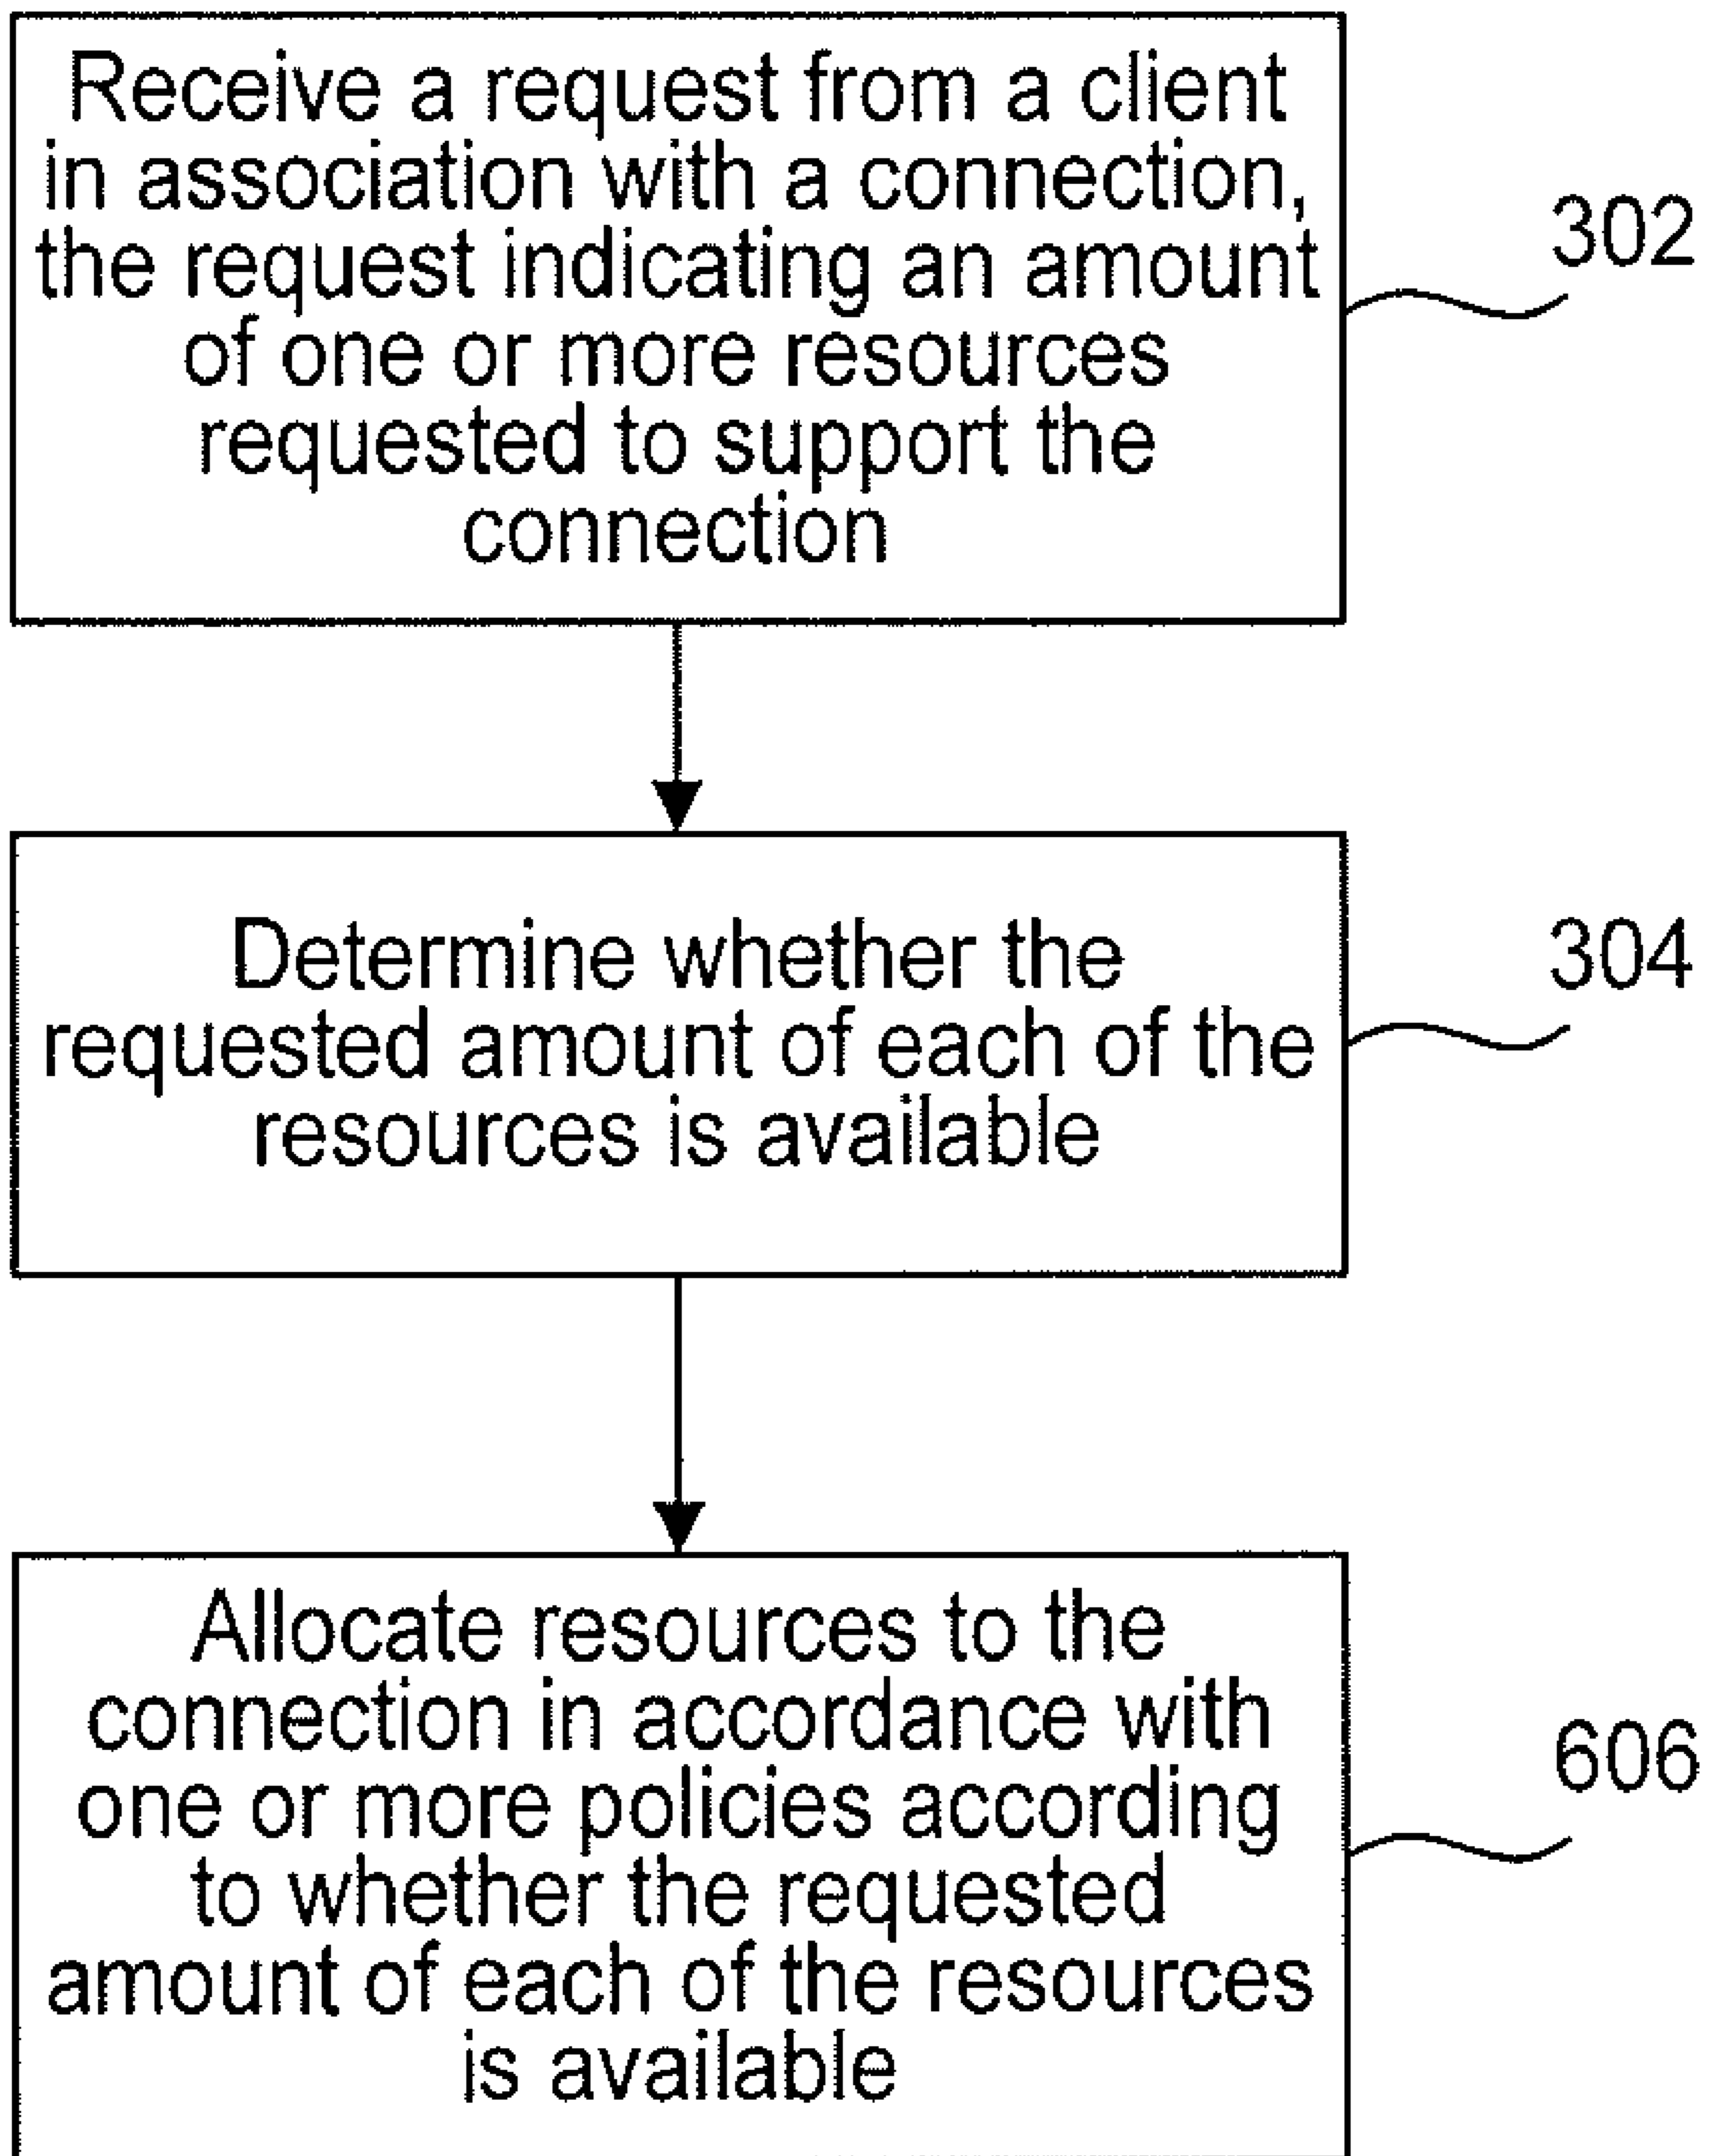 Receive a request from a client
in association with a connection,
the request indicating an amount
of one or more resources
requested to support the
connection
302
Determine whether the
requested amount of each of the
resources is available
304
Allocate resources to the
connection in accordance with
one or more policies according
to whether the requested
amount of each of the resources
is available
606